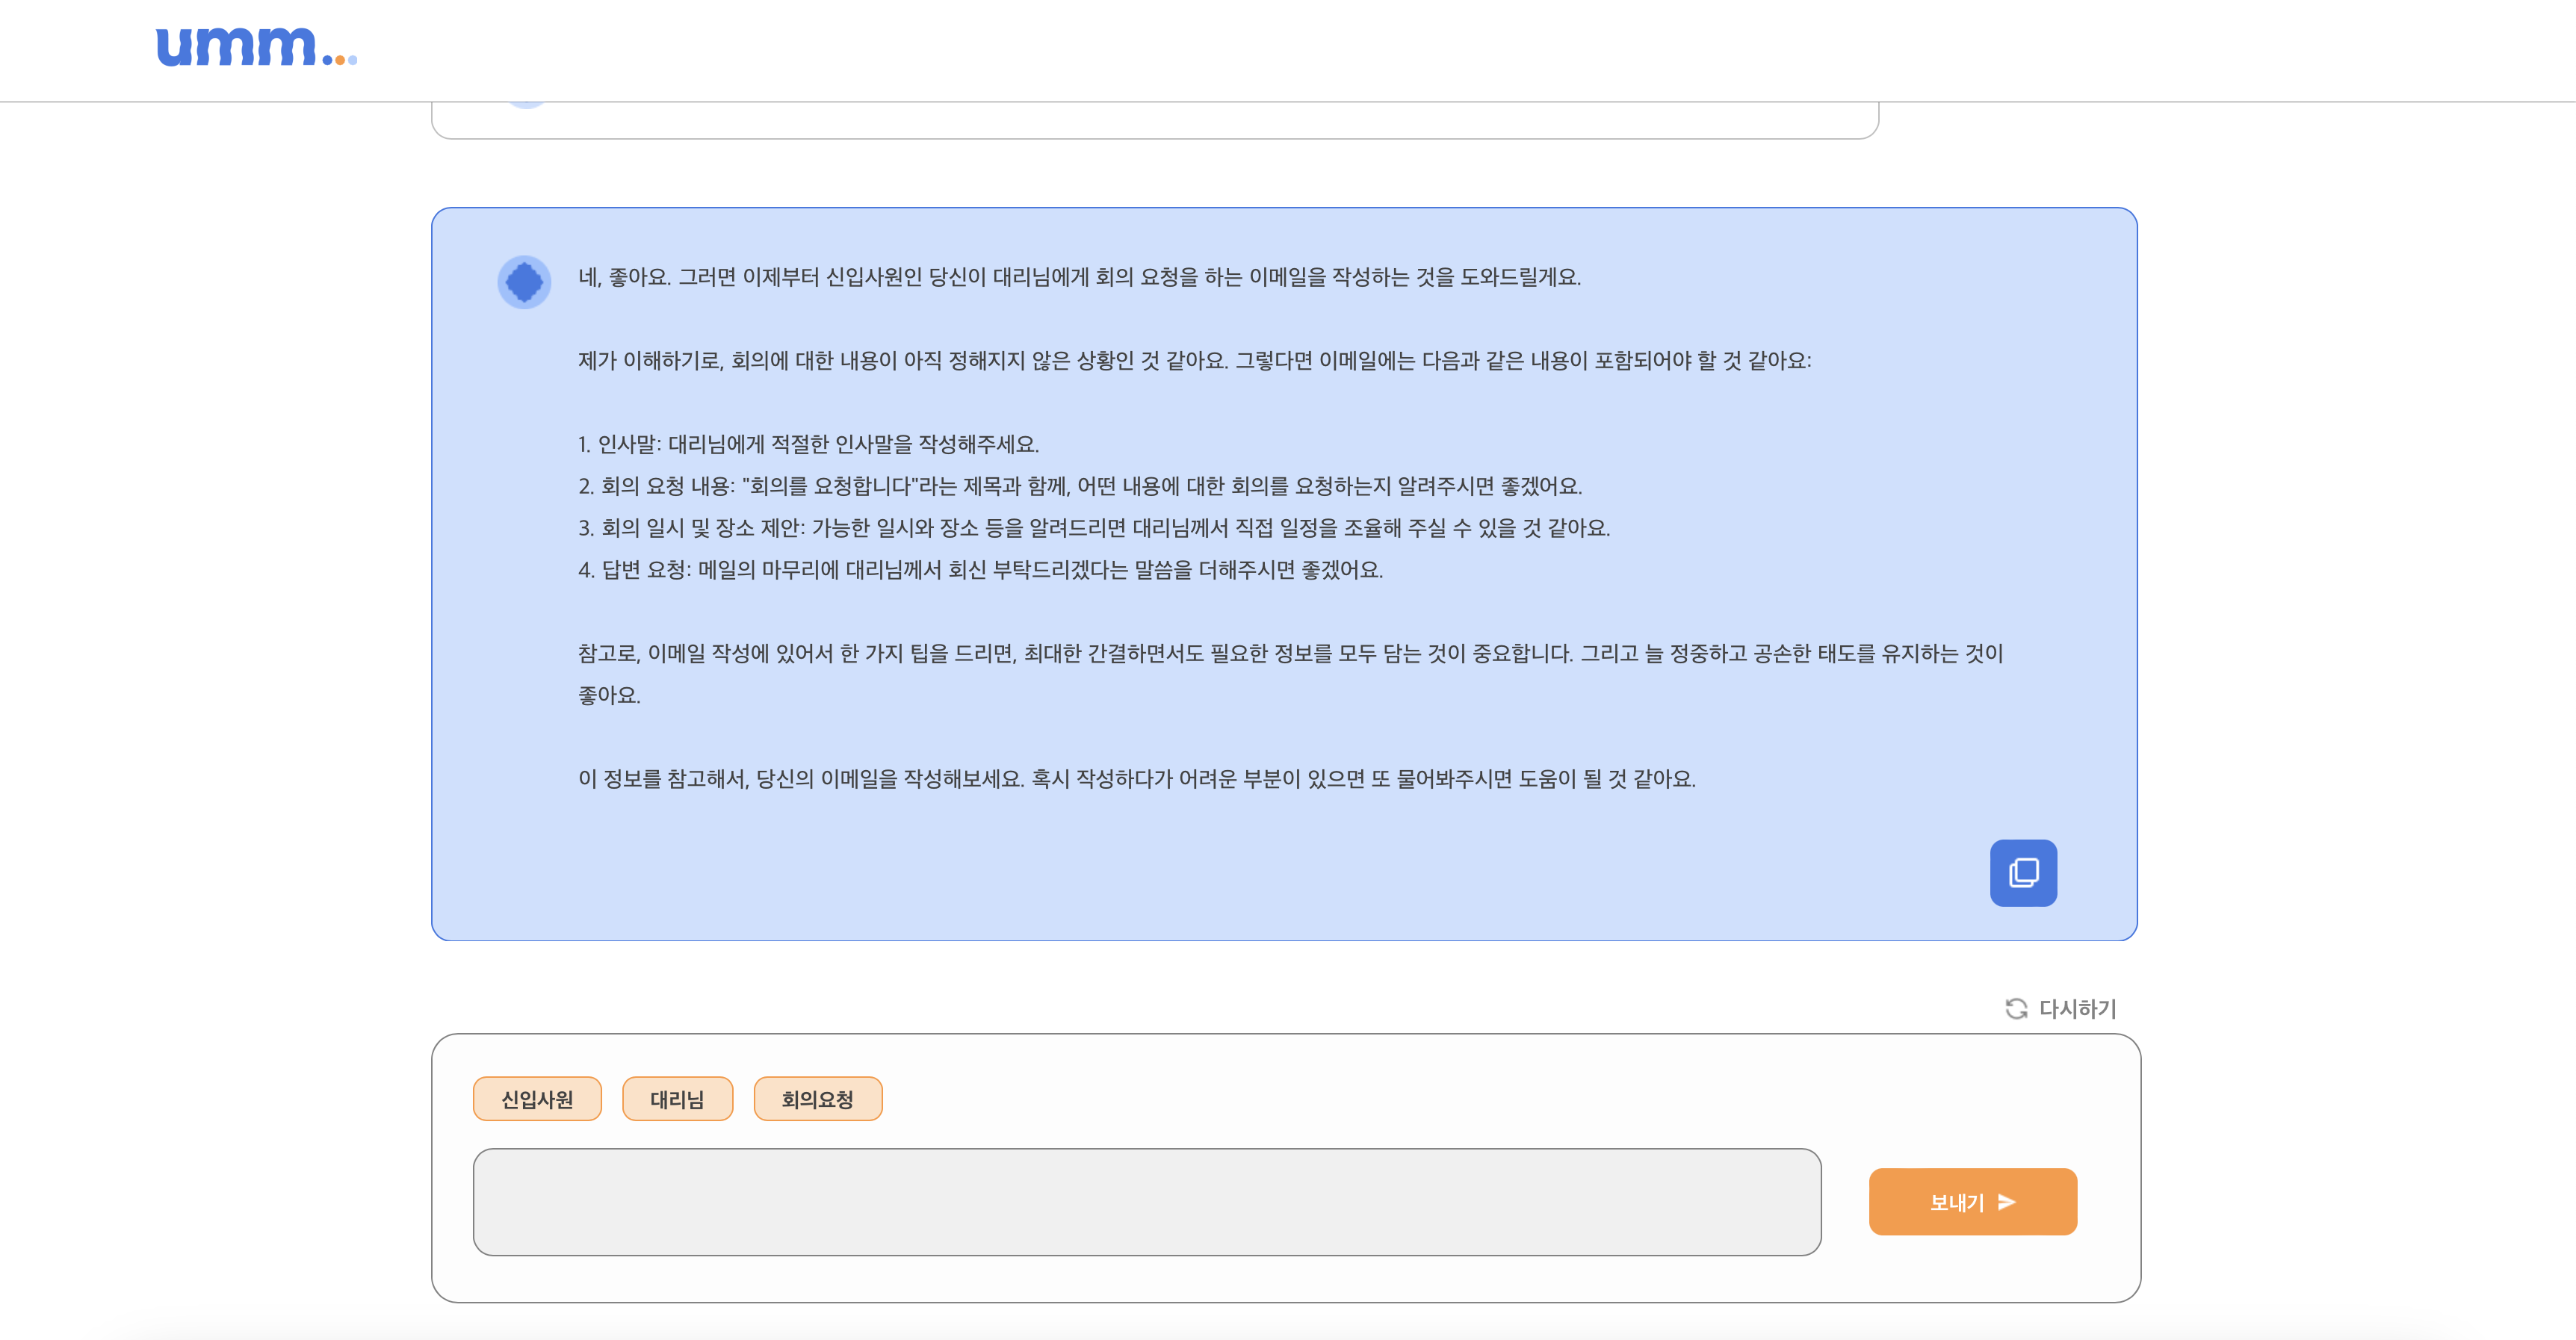 umm...
네, 좋아요. 그러면 이제부터 신입사원인 당신이 대리님에게 회의 요청을 하는 이메일을 작성하는 것을 도와드릴게요.
제가 이해하기로, 회의에 대한 내용이 아직 정해지지 않은 상황인 것 같아요. 그렇다면 이메일에는 다음과 같은 내용이 포함되어야 할 것 같아요:
1. 인사말: 대리님에게 적절한 인사말을 작성해주세요.
2. 회의 요청 내용: "회의를 요청합니다"라는 제목과 함께, 어떤 내용에 대한 회의를 요청하는지 알려주시면 좋겠어요.
3. 회의 일시 및 장소 제안: 가능한 일시와 장소 등을 알려드리면 대리님께서 직접 일정을 조율해 주실 수 있을 것 같아요.
4. 답변 요청: 메일의 마무리에 대리님께서 회신 부탁드리겠다는 말씀을 더해주시면 좋겠어요.
참고로, 이메일 작성에 있어서 한 가지 팁을 드리면, 최대한 간결하면서도 필요한 정보를 모두 담는 것이 중요합니다. 그리고 늘 정중하고 공손한 태도를 유지하는 것이
좋아요.
이 정보를 참고해서, 당신의 이메일을 작성해보세요. 혹시 작성하다가 어려운 부분이 있으면 또 물어봐주시면 도움이 될 것 같아요.
다시하기
신입사원 대리님 회의요청
보내기